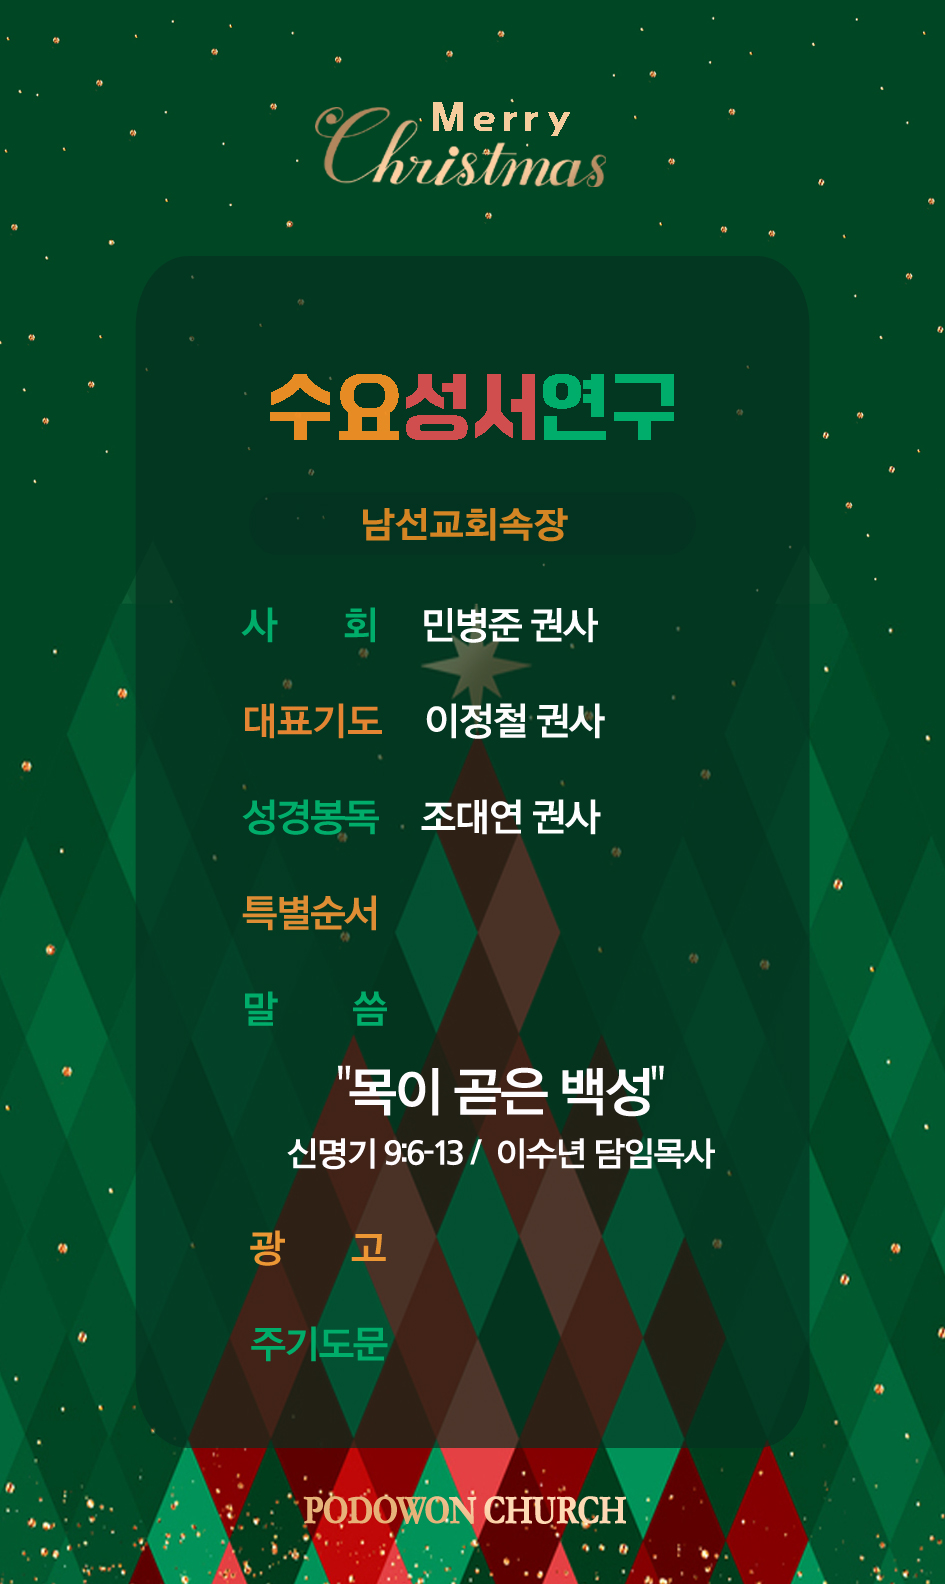 Merry
Christmas
수요성서연구
남선교회속장
사 회 민병준 권사
대표기도 이정철 권사
성경봉독 조대연 권사
특별순서
말 씀
"목이 곧은 백성"
신명기 9:6-13 / 이수년 담임목사
광 고
주기도문
PODOWON CHURCH